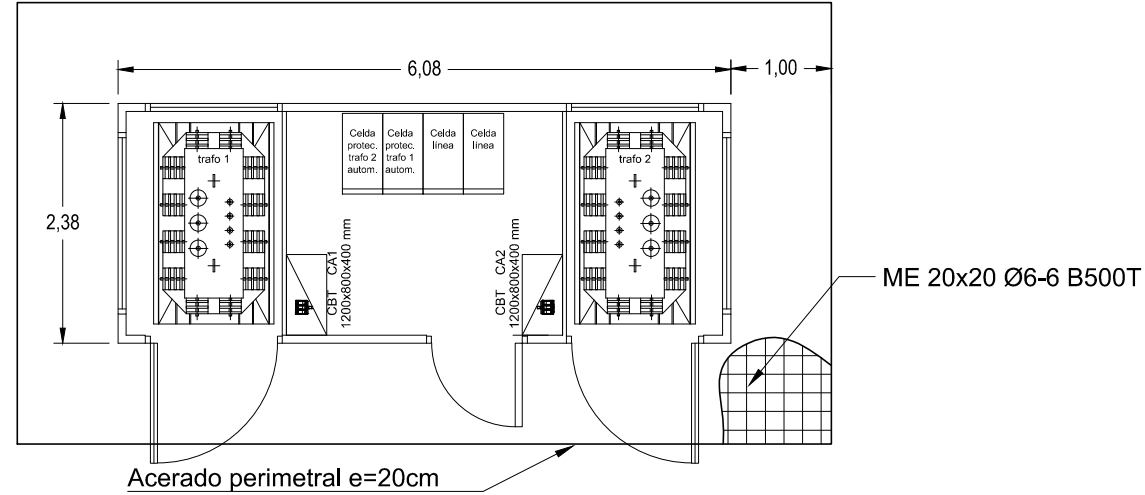 6,08
1,00
2,38
trafo 1
Celda
protec.
trafo 2
autom.
Celda
protec.
trafo 1
autom.
Celda
línea
Celda
línea
trafo 2
CBT CA1
1200x800x400 mm
CBT CA2
1200x800x400 mm
ME 20x20 Ø6-6 B500T
Acerado perimetral e=20cm